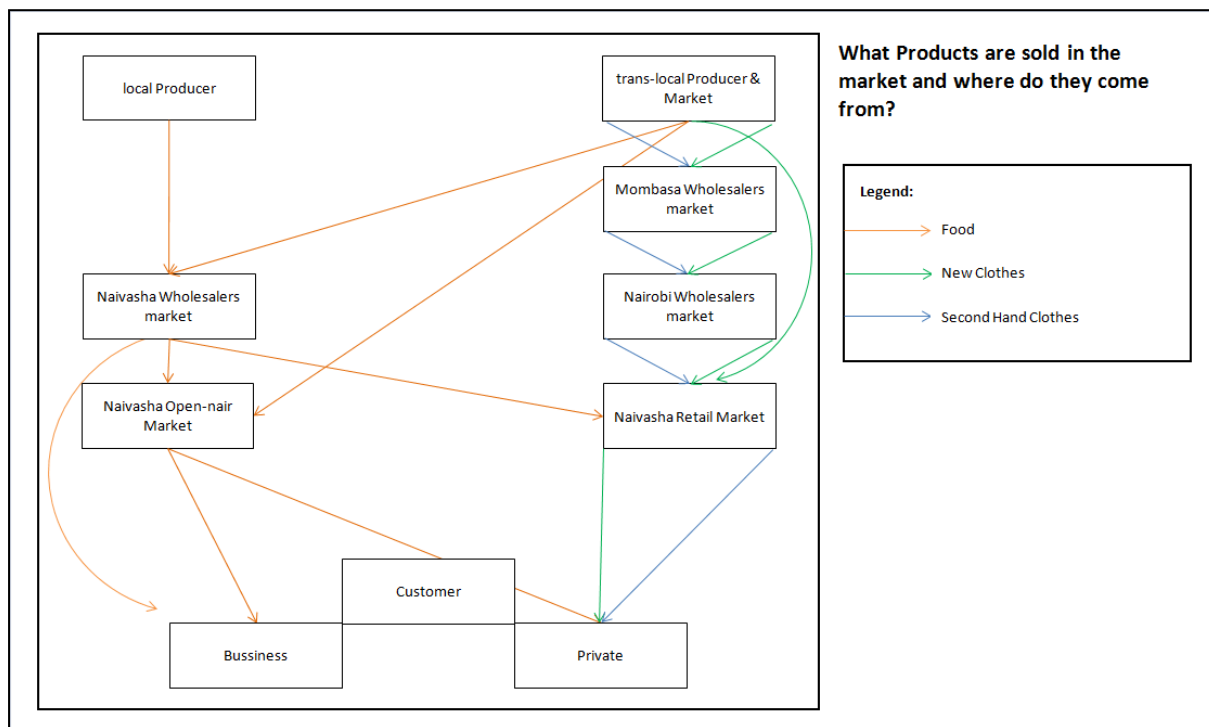 What Products are sold in the
market and where do they come
from?
local Producer
trans-local Producer &
Market
Mombasa Wholesalers
market
Legend:
Food
New Clothes
Second Hand Clothes
Naivasha Wholesalers
market
Nairobi Wholesalers
market
Naivasha Open-nair
Market
Naivasha Retail Market
Customer
Bussiness
Private